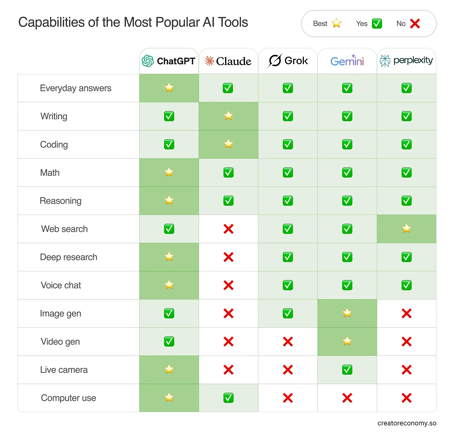 Capabilities of the Most Popular AI Tools
Best ⭐ Yes ✅ No ❌
ChatGPT Claude Grok Gemini perplexity
Everyday answers ⭐ ✅ ✅ ✅ ✅
Writing ✅ ⭐ ✅ ✅ ✅
Coding ✅ ⭐ ✅ ✅ ✅
Math ⭐ ✅ ✅ ✅ ✅
Reasoning ⭐ ✅ ✅ ✅ ✅
Web search ✅ ❌ ✅ ✅ ⭐
Deep research ⭐ ❌ ✅ ✅ ✅
Voice chat ⭐ ❌ ✅ ✅ ✅
Image gen ✅ ❌ ✅ ⭐ ❌
Video gen ✅ ❌ ❌ ⭐ ❌
Live camera ⭐ ❌ ❌ ✅ ❌
Computer use ⭐ ✅ ❌ ❌ ❌
creatoreconomy.so